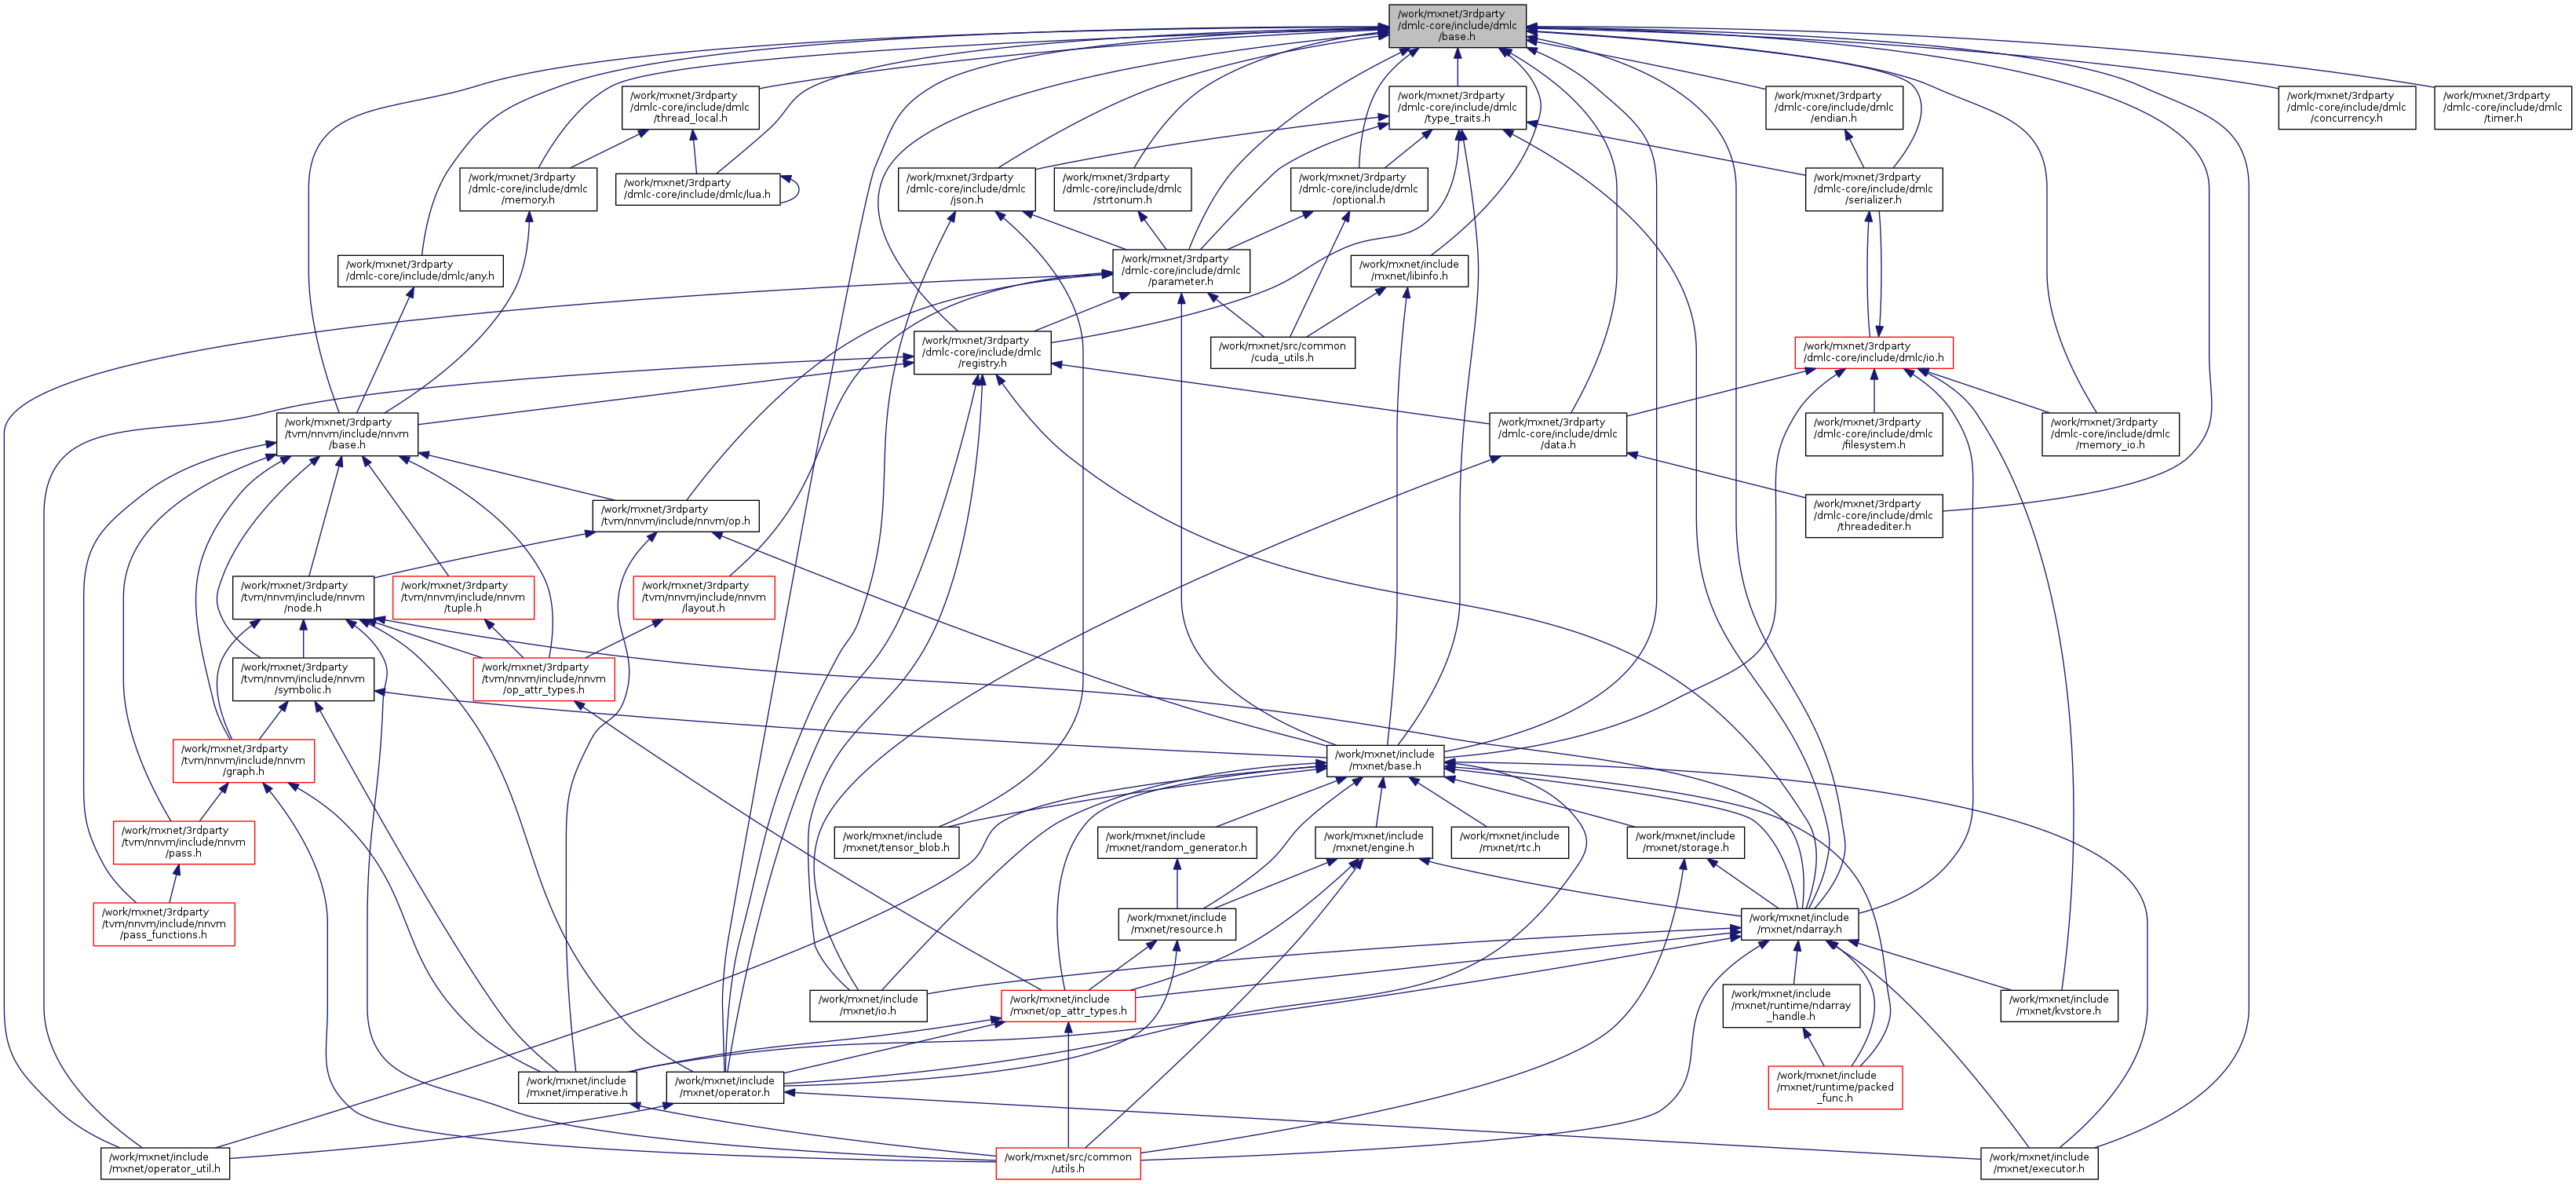 /work/mxnet/3rdparty
/dmlc-core/include/dmlc
/base.h
/work/mxnet/3rdparty
/dmlc-core/include/dmlc
/thread_local.h
/work/mxnet/3rdparty
/dmlc-core/include/dmlc
/type_traits.h
/work/mxnet/3rdparty
/dmlc-core/include/dmlc
/endian.h
/work/mxnet/3rdparty
/dmlc-core/include/dmlc
/concurrency.h
/work/mxnet/3rdparty
/dmlc-core/include/dmlc
/timer.h
/work/mxnet/3rdparty
/dmlc-core/include/dmlc
/memory.h
/work/mxnet/3rdparty
/dmlc-core/include/dmlc/lua.h
/work/mxnet/3rdparty
/dmlc-core/include/dmlc
/json.h
/work/mxnet/3rdparty
/dmlc-core/include/dmlc
/strtonum.h
/work/mxnet/3rdparty
/dmlc-core/include/dmlc
/optional.h
/work/mxnet/3rdparty
/dmlc-core/include/dmlc
/serializer.h
/work/mxnet/3rdparty
/dmlc-core/include/dmlc/any.h
/work/mxnet/3rdparty
/dmlc-core/include/dmlc
/parameter.h
/work/mxnet/include
/mxnet/libinfo.h
/work/mxnet/3rdparty
/dmlc-core/include/dmlc
/registry.h
/work/mxnet/src/common
/cuda_utils.h
/work/mxnet/3rdparty
/dmlc-core/include/dmlc/io.h
/work/mxnet/3rdparty
/tvm/nnvm/include/nnvm
/base.h
/work/mxnet/3rdparty
/dmlc-core/include/dmlc
/data.h
/work/mxnet/3rdparty
/dmlc-core/include/dmlc
/filesystem.h
/work/mxnet/3rdparty
/dmlc-core/include/dmlc
/memory_io.h
/work/mxnet/3rdparty
/tvm/nnvm/include/nnvm/op.h
/work/mxnet/3rdparty
/dmlc-core/include/dmlc
/threadediter.h
/work/mxnet/3rdparty
/tvm/nnvm/include/nnvm
/node.h
/work/mxnet/3rdparty
/tvm/nnvm/include/nnvm
/tuple.h
/work/mxnet/3rdparty
/tvm/nnvm/include/nnvm
/layout.h
/work/mxnet/3rdparty
/tvm/nnvm/include/nnvm
/symbolic.h
/work/mxnet/3rdparty
/tvm/nnvm/include/nnvm
/op_attr_types.h
/work/mxnet/3rdparty
/tvm/nnvm/include/nnvm
/graph.h
/work/mxnet/include
/mxnet/base.h
/work/mxnet/3rdparty
/tvm/nnvm/include/nnvm
/pass.h
/work/mxnet/include
/mxnet/tensor_blob.h
/work/mxnet/include
/mxnet/random_generator.h
/work/mxnet/include
/mxnet/engine.h
/work/mxnet/include
/mxnet/rtc.h
/work/mxnet/include
/mxnet/storage.h
/work/mxnet/3rdparty
/tvm/nnvm/include/nnvm
/pass_functions.h
/work/mxnet/include
/mxnet/resource.h
/work/mxnet/include
/mxnet/ndarray.h
/work/mxnet/include
/mxnet/io.h
/work/mxnet/include
/mxnet/op_attr_types.h
/work/mxnet/include
/mxnet/runtime/ndarray
_handle.h
/work/mxnet/include
/mxnet/kvstore.h
/work/mxnet/include
/mxnet/imperative.h
/work/mxnet/include
/mxnet/operator.h
/work/mxnet/include
/mxnet/runtime/packed
_func.h
/work/mxnet/include
/mxnet/operator_util.h
/work/mxnet/src/common
/utils.h
/work/mxnet/include
/mxnet/executor.h